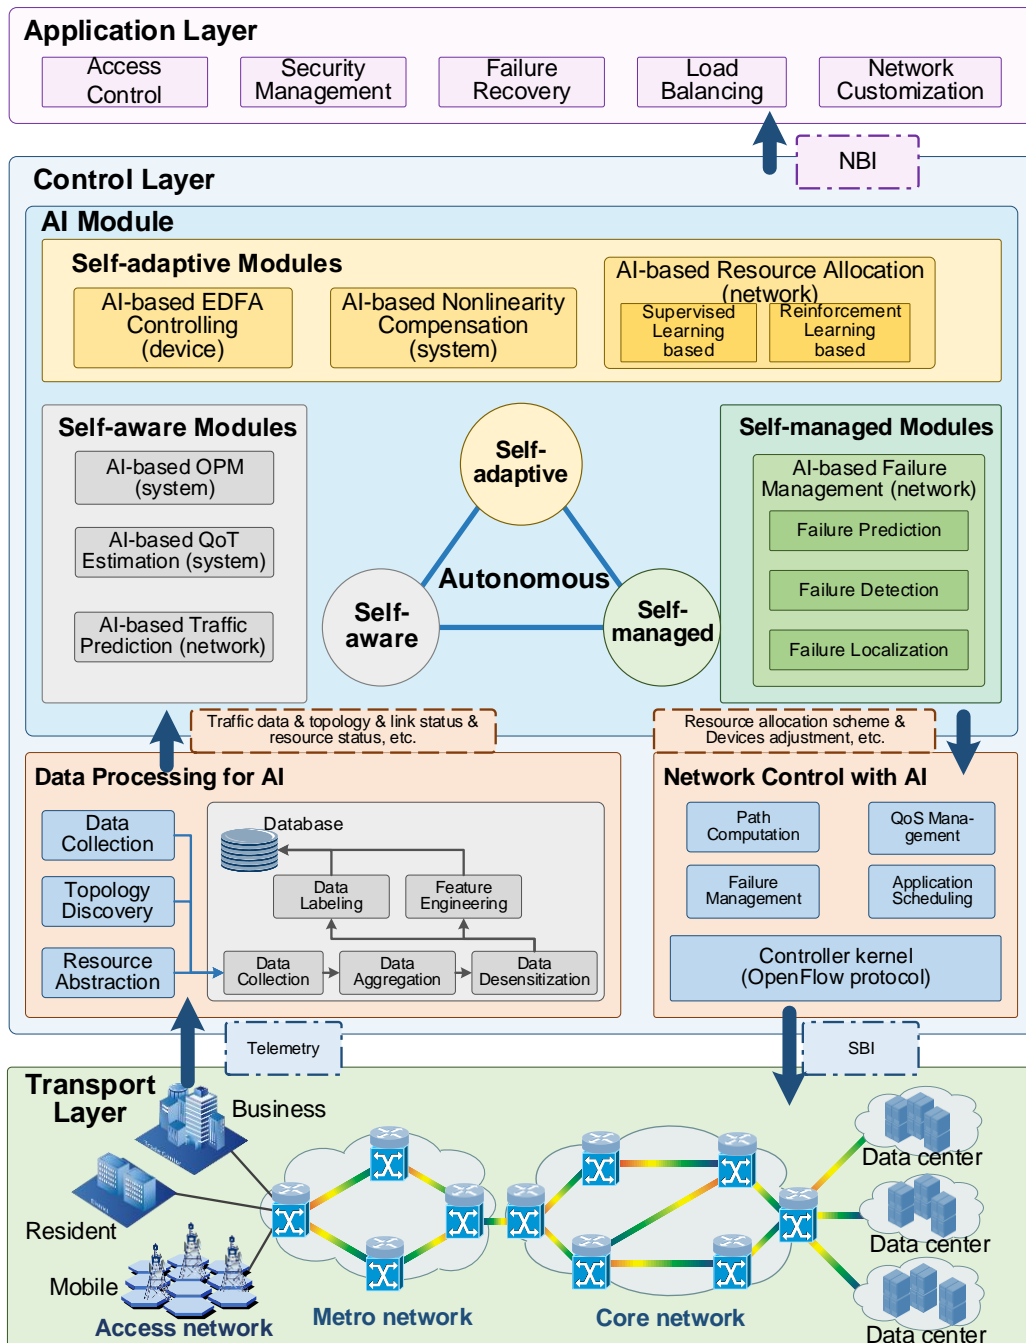 Application Layer
Access
Control
Security
Management
Failure
Recovery
Load
Balancing
Network
Customization
NBI
Control Layer
AI Module
Self-adaptive Modules
AI-based EDFA
Controlling
(device)
AI-based Nonlinearity
Compensation
(system)
AI-based Resource Allocation
(network)
Supervised
Learning
based
Reinforcement
Learning
based
Self-aware Modules
AI-based OPM
(system)
AI-based QoT
Estimation (system)
AI-based Traffic
Prediction (network)
Self-
adaptive
Autonomous
Self-
aware
Self-
managed
Self-managed Modules
AI-based Failure
Management (network)
Failure Prediction
Failure Detection
Failure Localization
Traffic data & topology & link status &
resource status, etc.
Resource allocation scheme &
Devices adjustment, etc.
Data Processing for AI
Data
Collection
Topology
Discovery
Resource
Abstraction
Database
Data
Labeling
Feature
Engineering
Data
Collection
Data
Aggregation
Data
Desensitization
Network Control with AI
Path
Computation
QoS Mana-
gement
Failure
Management
Application
Scheduling
Controller kernel
(OpenFlow protocol)
Telemetry
SBI
Transport
Layer
Business
Resident
Mobile
Access network
Metro network
Core network
Data center
Data center
Data center